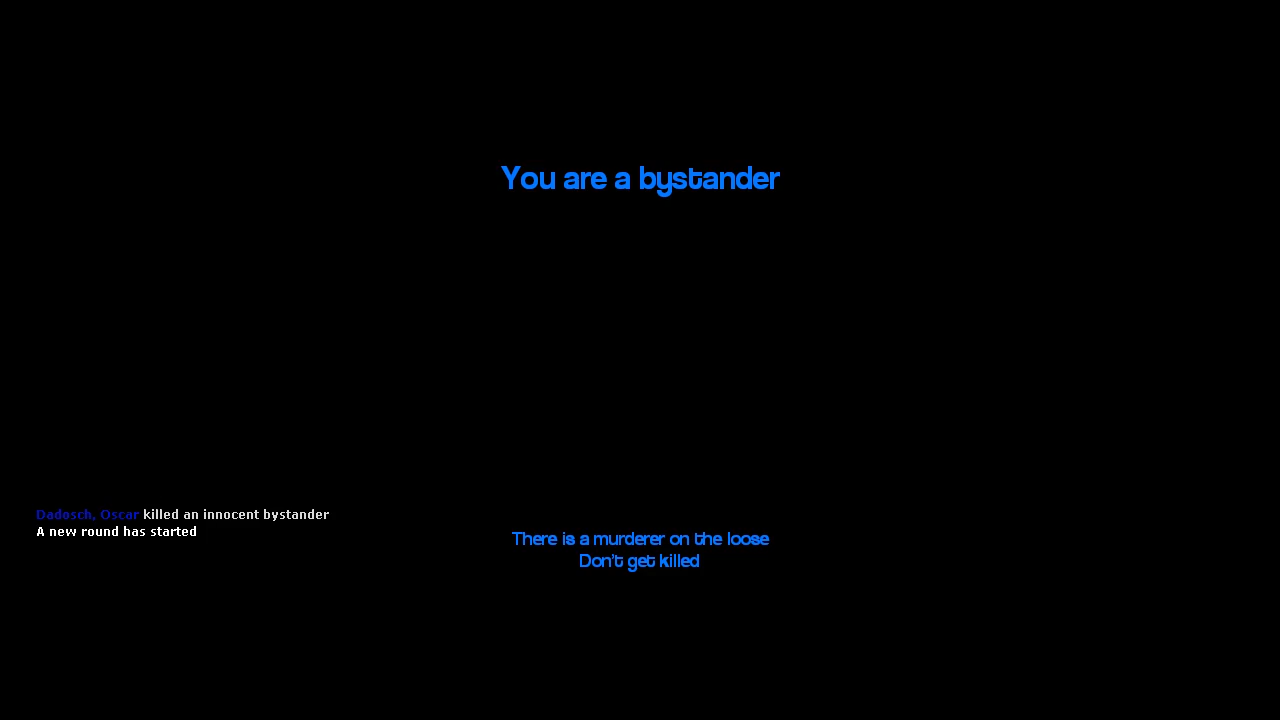 You are a bystander
Dadosch, Oscar killed an innocent bystander
A new round has started
There is a murderer on the loose
Don't get killed